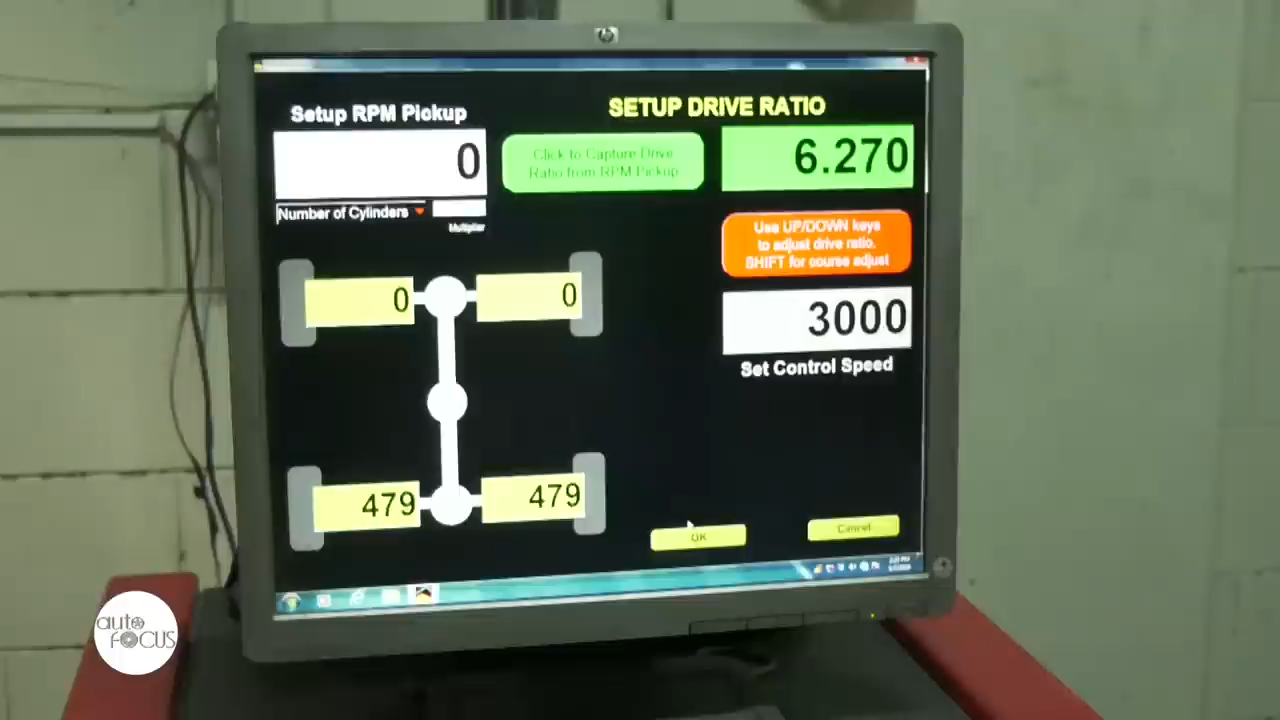 hp
Setup RPM Pickup
SETUP DRIVE RATIO
0
Click to Capture Drive
Ratio from RPM Pickup
6.270
Number of Cylinders
Multiplier
Use UP/DOWN keys
to adjust drive ratio.
SHIFT for course adjust
0
0
3000
Set Control Speed
479
479
OK
Cancel
auto
FOCUS